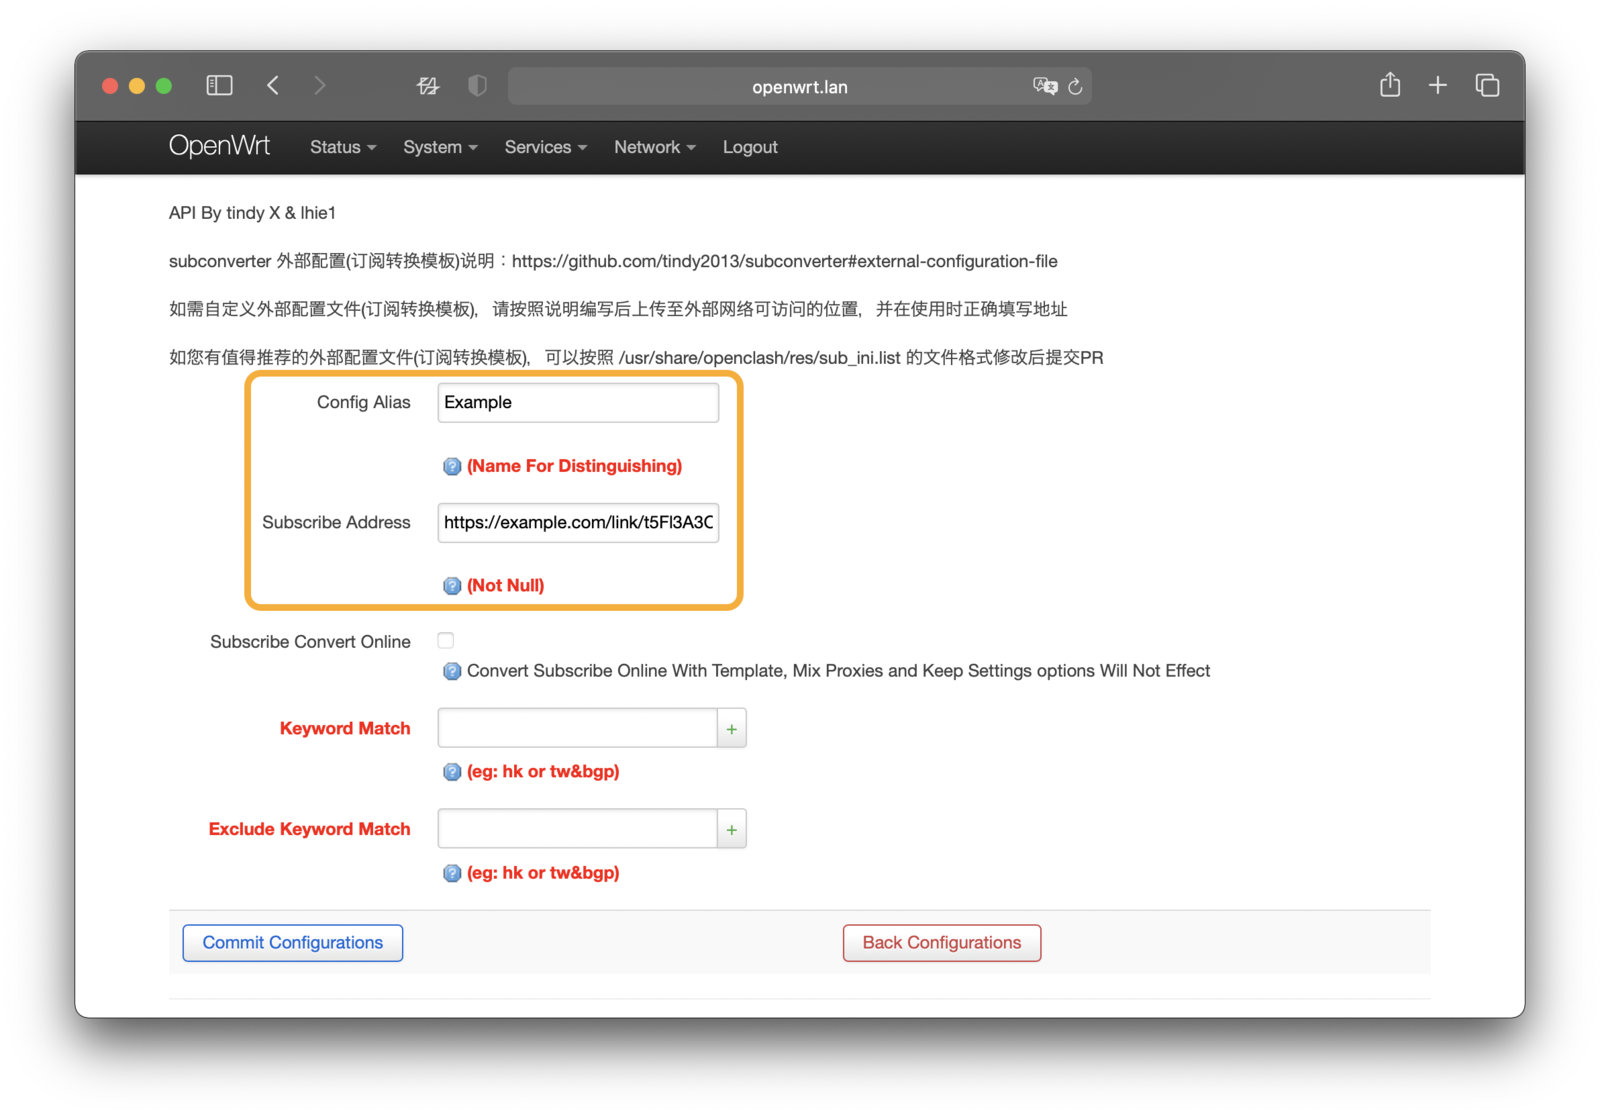 openwrt.lan
OpenWrt Status System Services Network Logout
API By tindy X & lhie1
subconverter 外部配置(订阅转换模板)说明：https://github.com/tindy2013/subconverter#external-configuration-file
如需自定义外部配置文件(订阅转换模板)，请按照说明编写后上传至外部网络可访问的位置，并在使用时正确填写地址
如您有值得推荐的外部配置文件(订阅转换模板)，可以按照 /usr/share/openclash/res/sub_ini.list 的文件格式修改后提交PR
Config Alias Example
(Name For Distinguishing)
Subscribe Address https://example.com/link/t5Fl3A3C
(Not Null)
Subscribe Convert Online
Convert Subscribe Online With Template, Mix Proxies and Keep Settings options Will Not Effect
Keyword Match +
(eg: hk or tw&bgp)
Exclude Keyword Match +
(eg: hk or tw&bgp)
Commit Configurations Back Configurations